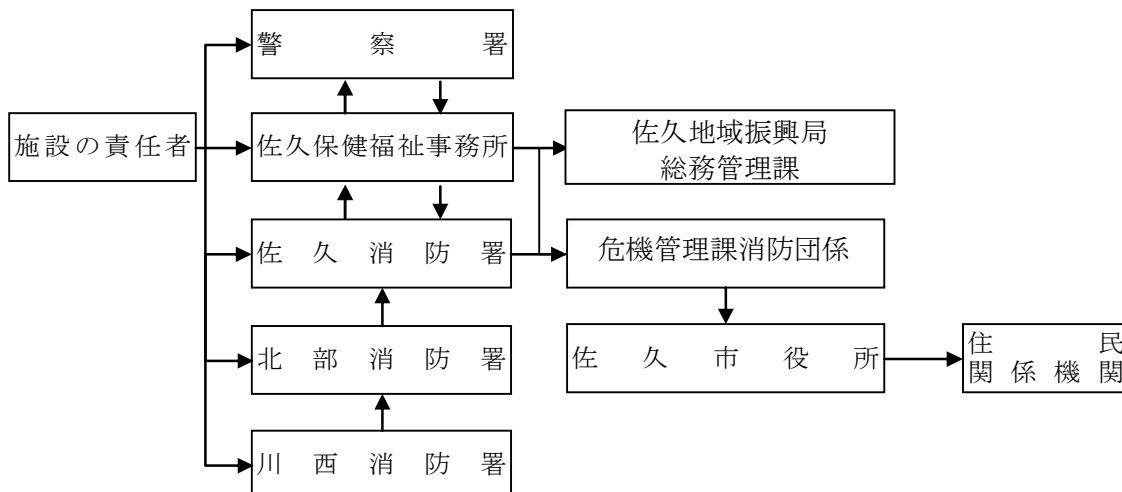 警察署
施設の責任者
佐久保健福祉事務所
佐久地域振興局
総務管理課
佐久消防署
危機管理課消防団係
北部消防署
佐久市役所
住民
関係機関
川西消防署